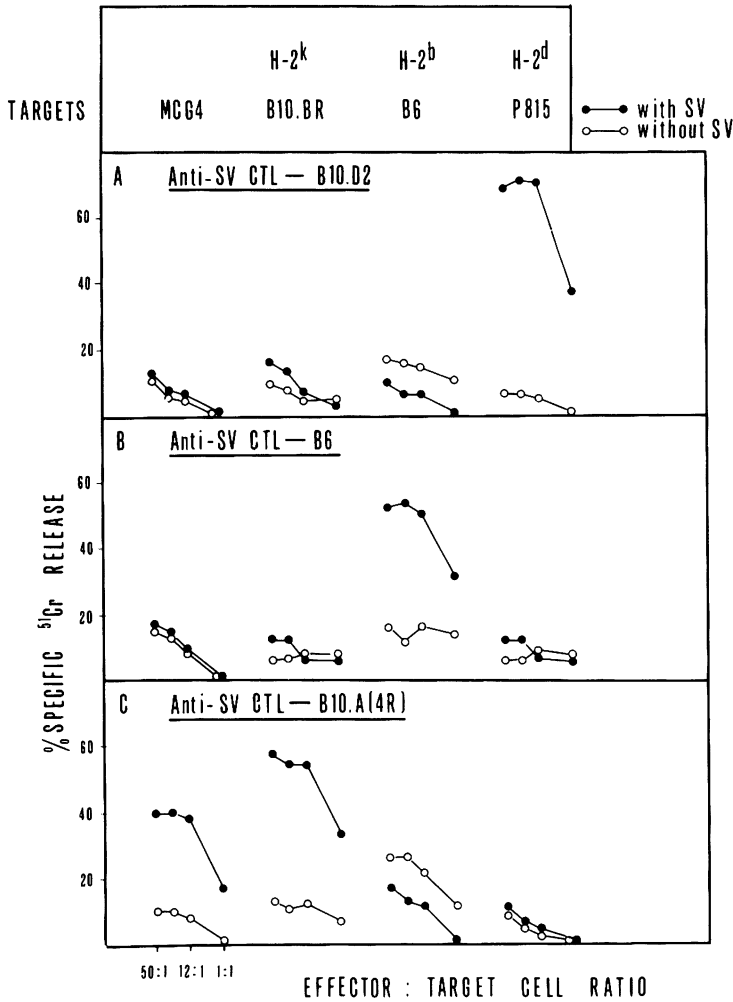 H-2k H-2b H-2d
TARGETS MCG4 B10.BR B6 P815
with SV
without SV
A Anti-SV CTL — B10.D2
60
40
20
B Anti-SV CTL — B6
60
40
20
C Anti-SV CTL — B10.A(4R)
60
40
20
% SPECIFIC 51Cr RELEASE
50:1 12:1 1:1
EFFECTOR : TARGET CELL RATIO